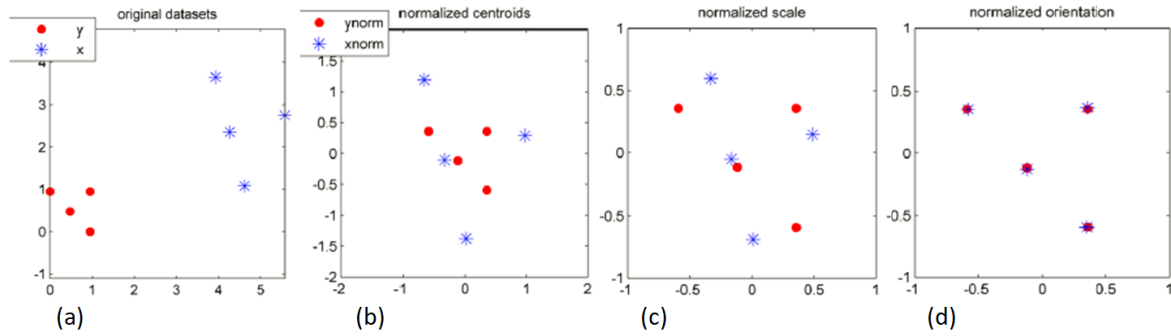 original datasets
y
x
4
3
2
1
0
-1
0 1 2 3 4 5
(a)
normalized centroids
ynorm
xnorm
1.5
1
0.5
0
-0.5
-1
-1.5
-2
-2 -1 0 1 2
(b)
normalized scale
1
0.5
0
-0.5
-1
-1 -0.5 0 0.5 1
(c)
normalized orientation
1
0.5
0
-0.5
-1
-1 -0.5 0 0.5 1
(d)